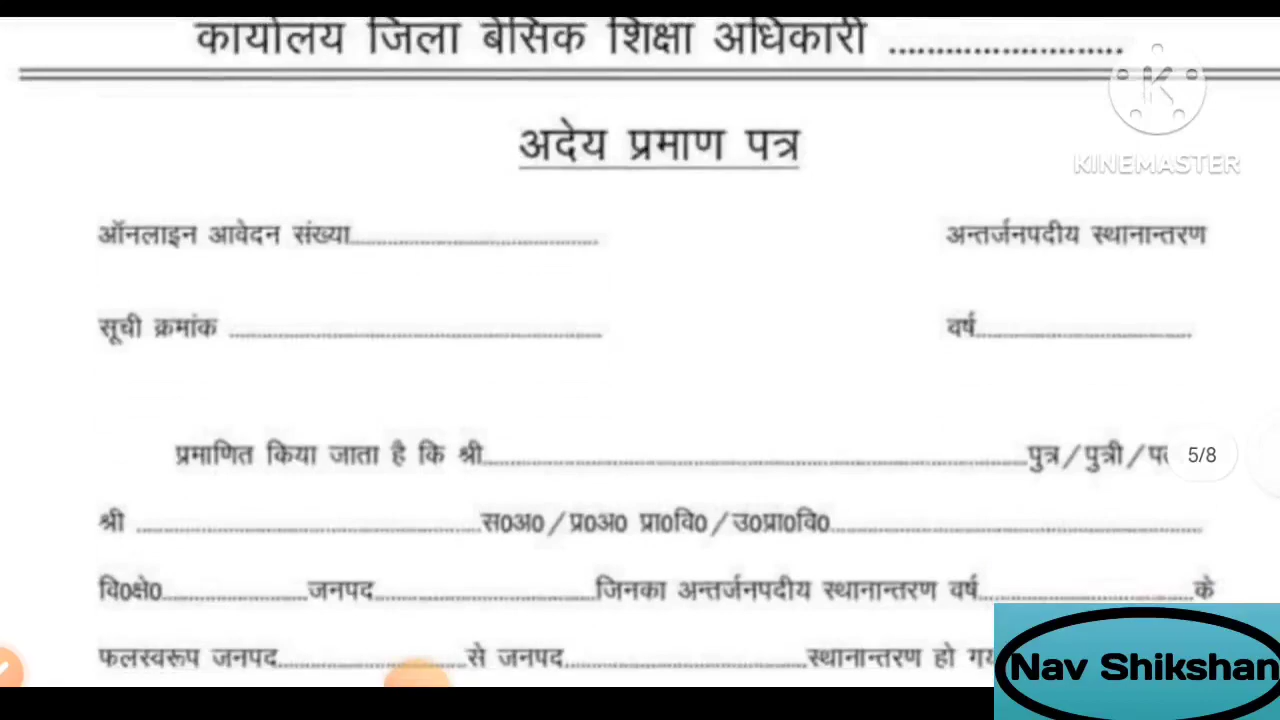 कार्यालय जिला बेसिक शिक्षा अधिकारी ........................
K
KINEMASTER
अदेय प्रमाण पत्र
ऑनलाइन आवेदन संख्या........................ अन्तर्जनपदीय स्थानान्तरण
सूची क्रमांक ........................ वर्ष........................
प्रमाणित किया जाता है कि श्री........................पुत्र/पुत्री/ 5/8
श्री ........................स0अ0/प्र0अ0 प्रा0वि0/उ0प्रा0वि0........................
वि0क्षे0........................जनपद........................जिनका अन्तर्जनपदीय स्थानान्तरण वर्ष........................के
फलस्वरूप जनपद........................से जनपद........................स्थानान्तरण हो
Nav Shikshan